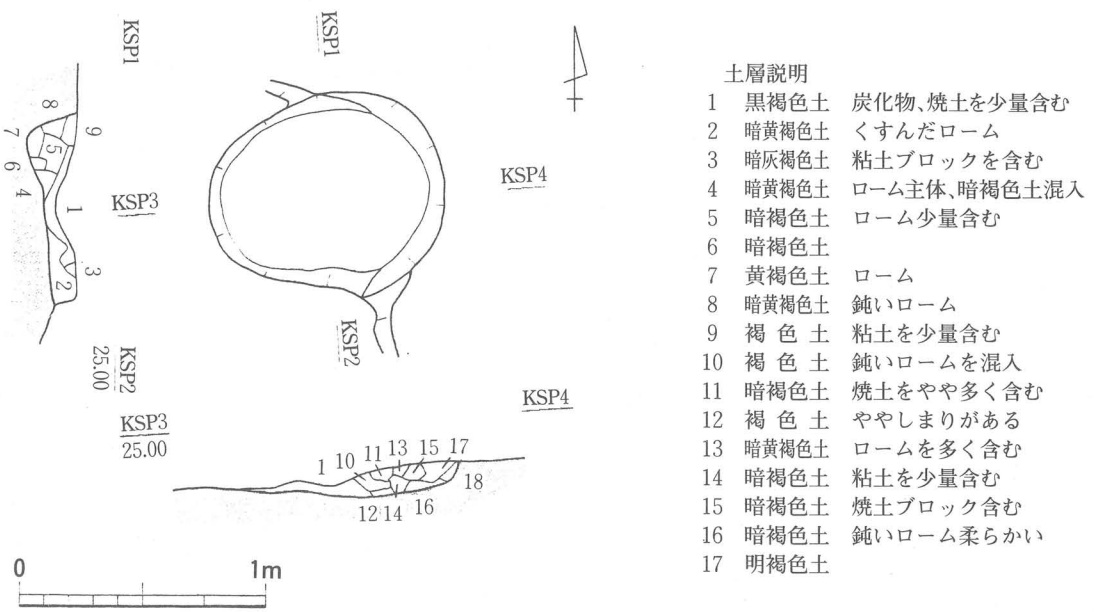 KSP1
KSP1
8
9
7
5
6
4
1
KSP3
KSP4
3
2
KSP2
25.00
KSP2
KSP3
25.00
KSP4
1 10 11 13 15 17
18
12 14 16
0 1m
土層説明
1 黒褐色土 炭化物、焼土を少量含む
2 暗黄褐色土 くすんだローム
3 暗灰褐色土 粘土ブロックを含む
4 暗黄褐色土 ローム主体、暗褐色土混入
5 暗褐色土 ローム少量含む
6 暗褐色土
7 黄褐色土 ローム
8 暗黄褐色土 鈍いローム
9 褐色土 粘土を少量含む
10 褐色土 鈍いロームを混入
11 暗褐色土 焼土をやや多く含む
12 褐色土 ややしまりがある
13 暗黄褐色土 ロームを多く含む
14 暗褐色土 粘土を少量含む
15 暗褐色土 焼土ブロック含む
16 暗褐色土 鈍いローム柔らかい
17 明褐色土